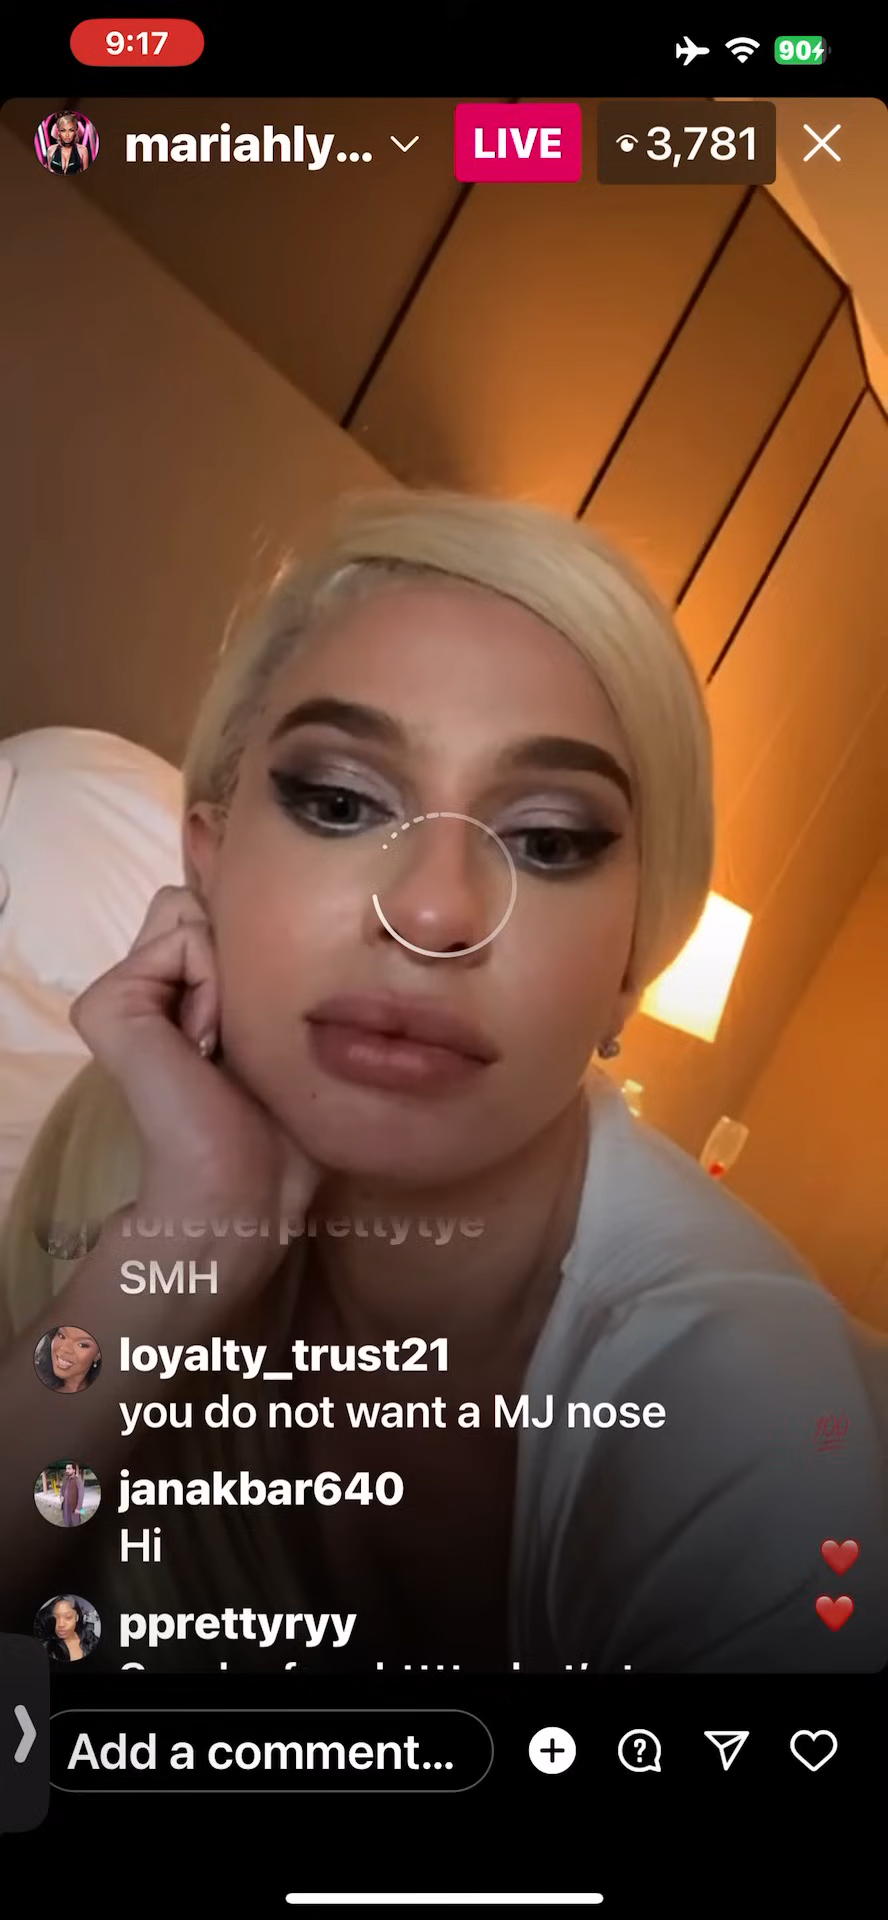 9:17
90
mariahly...
LIVE
3,781
foreverprettytye
SMH
loyalty_trust21
you do not want a MJ nose
janakbar640
Hi
pprettyryy
Add a comment...